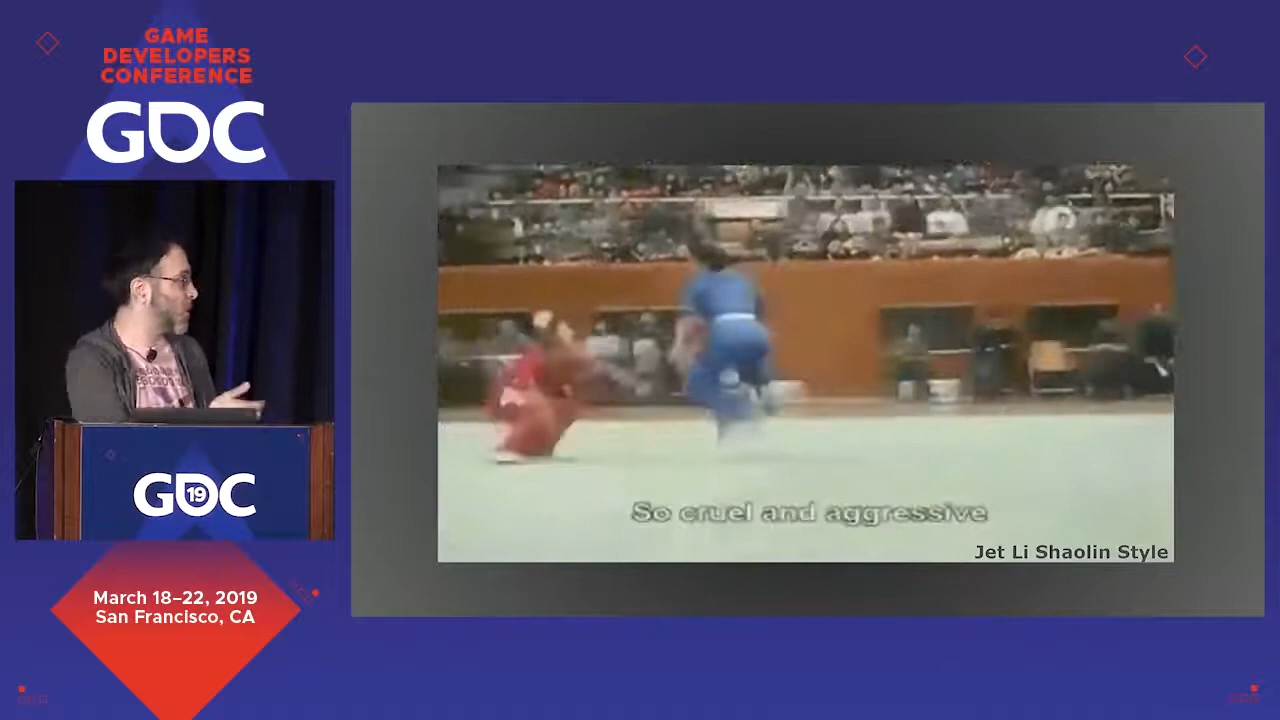 GAME
DEVELOPERS
CONFERENCE
GDC
GDC
19
March 18–22, 2019
San Francisco, CA
So cruel and aggressive
Jet Li Shaolin Style